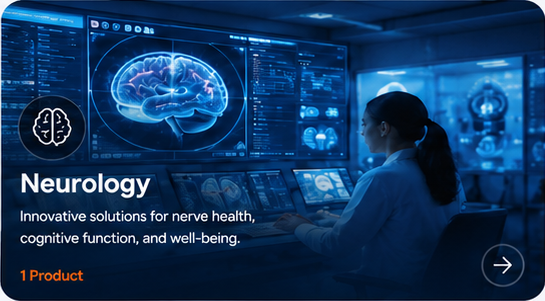 Neurology
Innovative solutions for nerve health,
cognitive function, and well-being.
1 Product